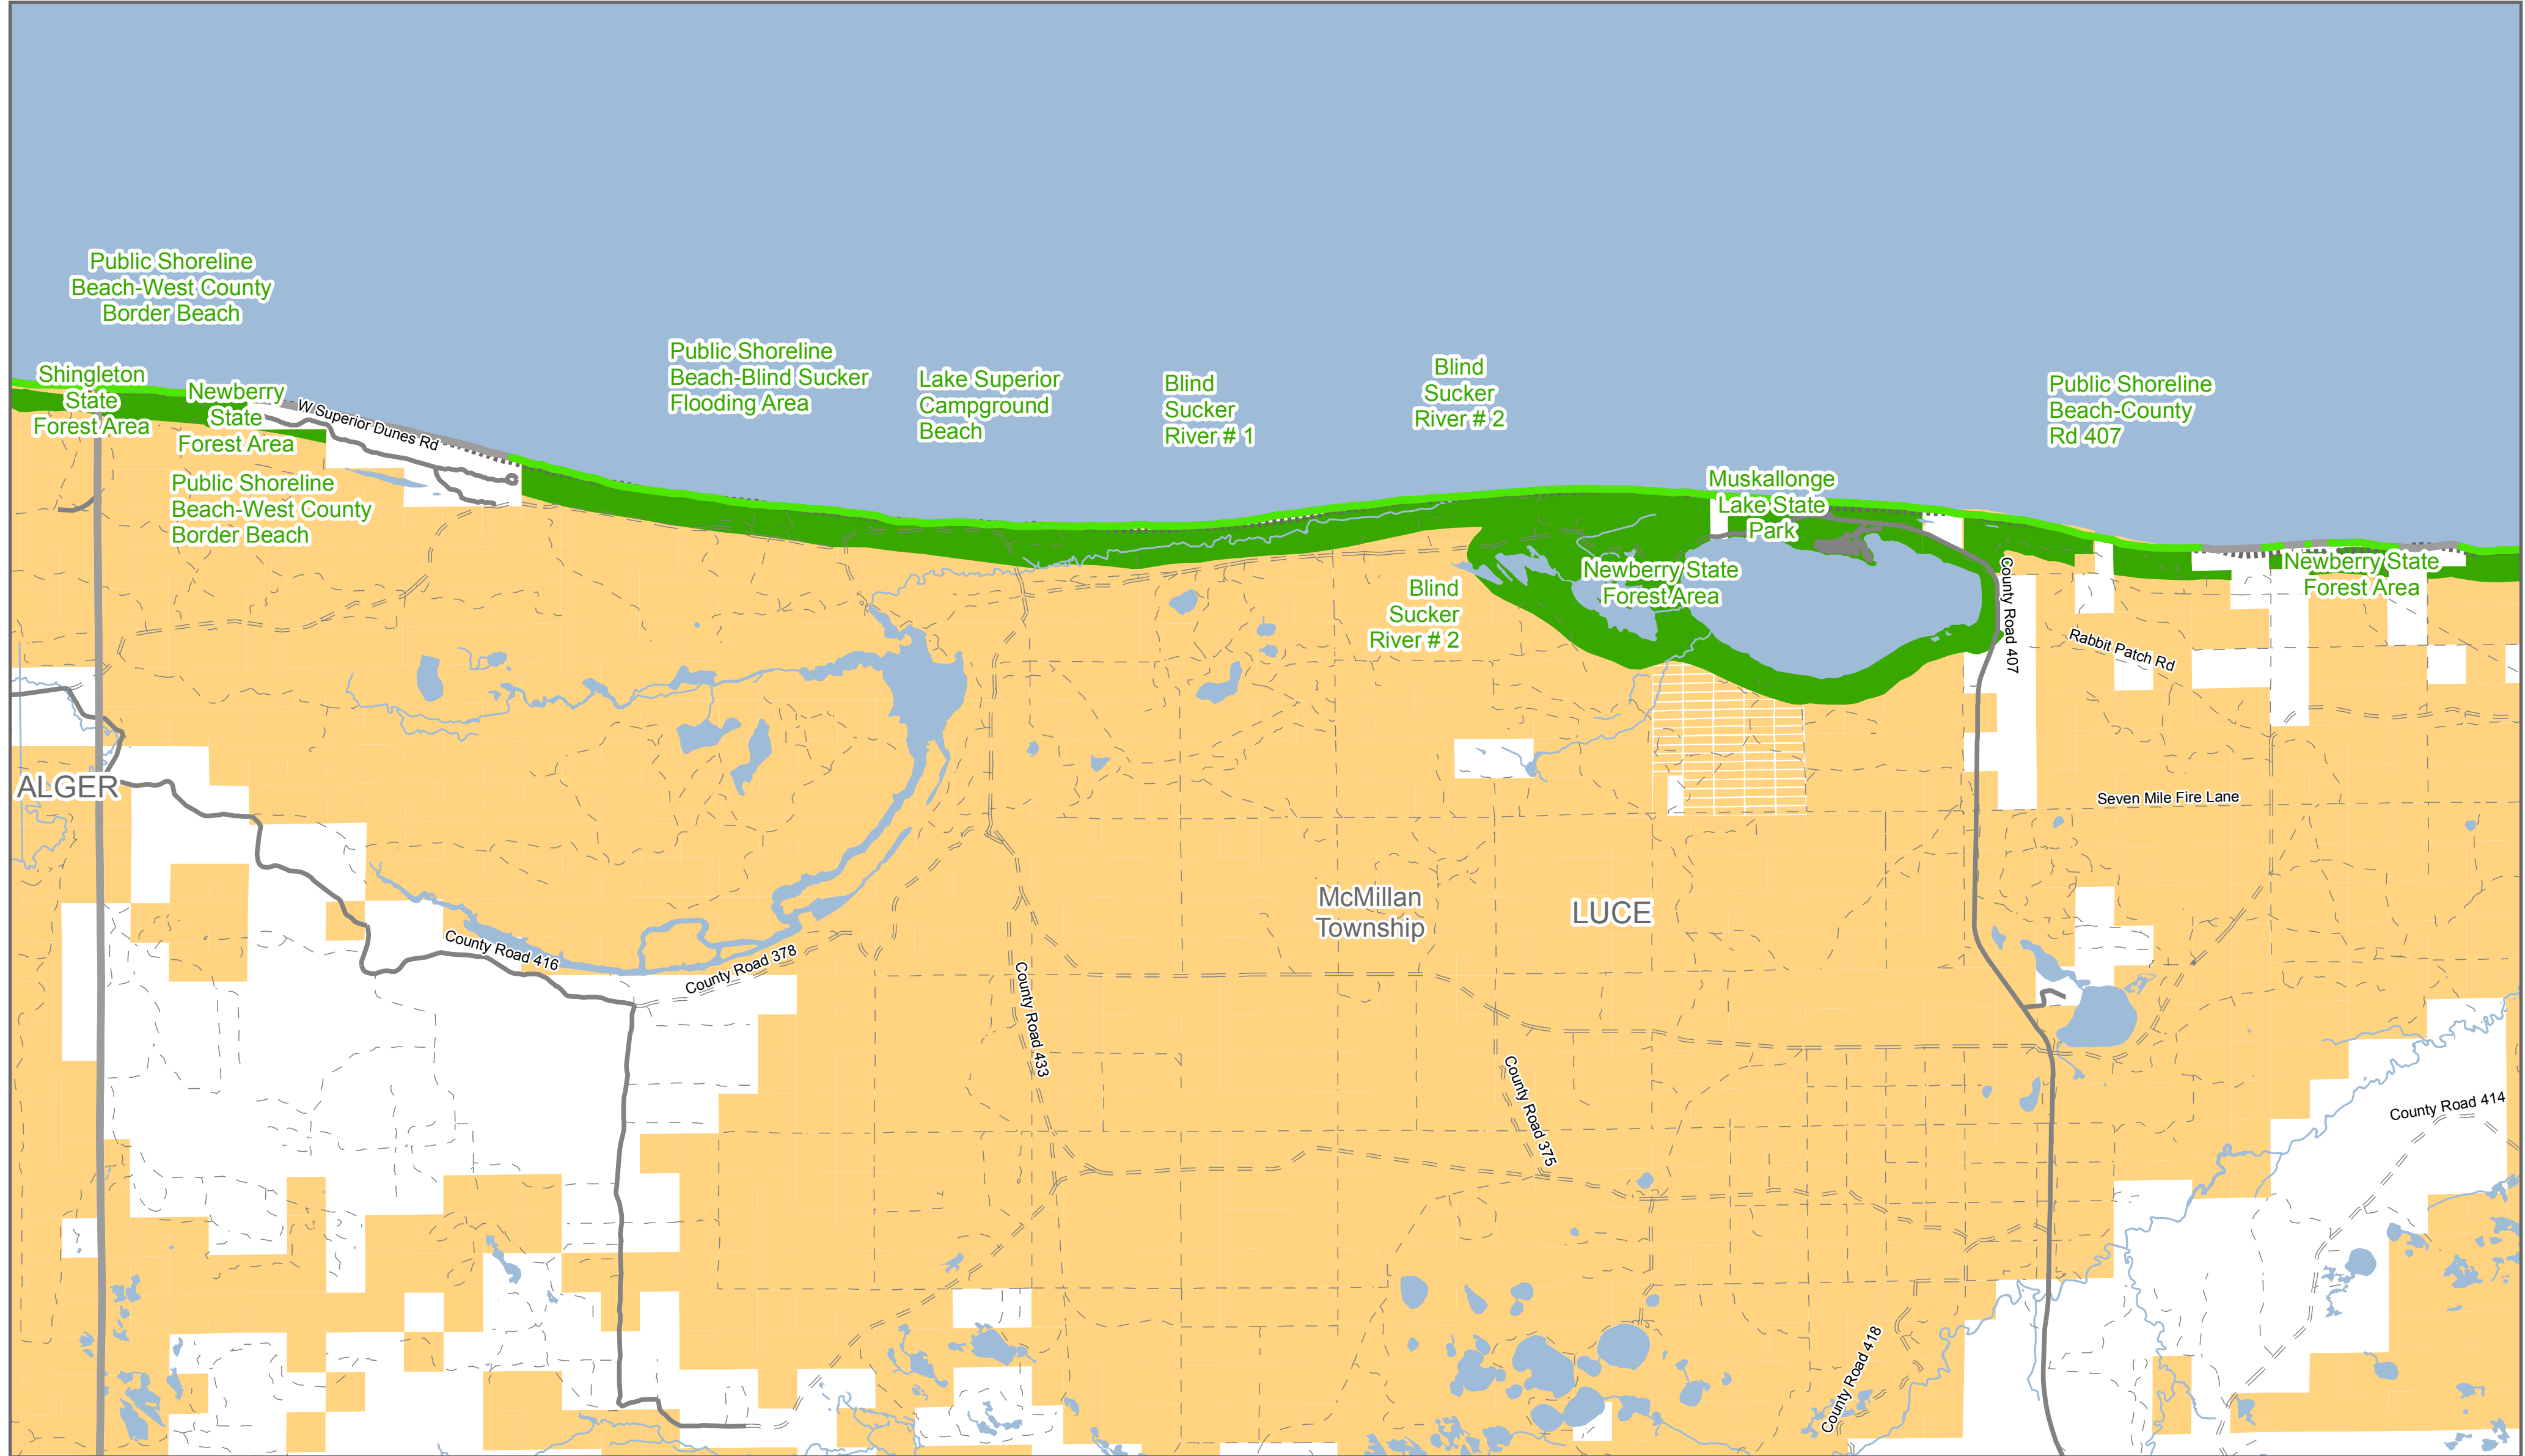 Public Shoreline
Beach-West County
Border Beach
Shingleton
State
Forest Area
Newberry
State
Forest Area
W Superior Dunes Rd
Public Shoreline
Beach-West County
Border Beach
Public Shoreline
Beach-Blind Sucker
Flooding Area
Lake Superior
Campground
Beach
Blind
Sucker
River # 1
Blind
Sucker
River # 2
Muskallonge
Lake State
Park
Public Shoreline
Beach-County
Rd 407
Newberry State
Forest Area
Newberry State
Forest Area
Blind
Sucker
River # 2
County Road 407
Rabbit Patch Rd
ALGER
Seven Mile Fire Lane
McMillan
Township
LUCE
County Road 416
County Road 378
County Road 433
County Road 375
County Road 414
County Road 418